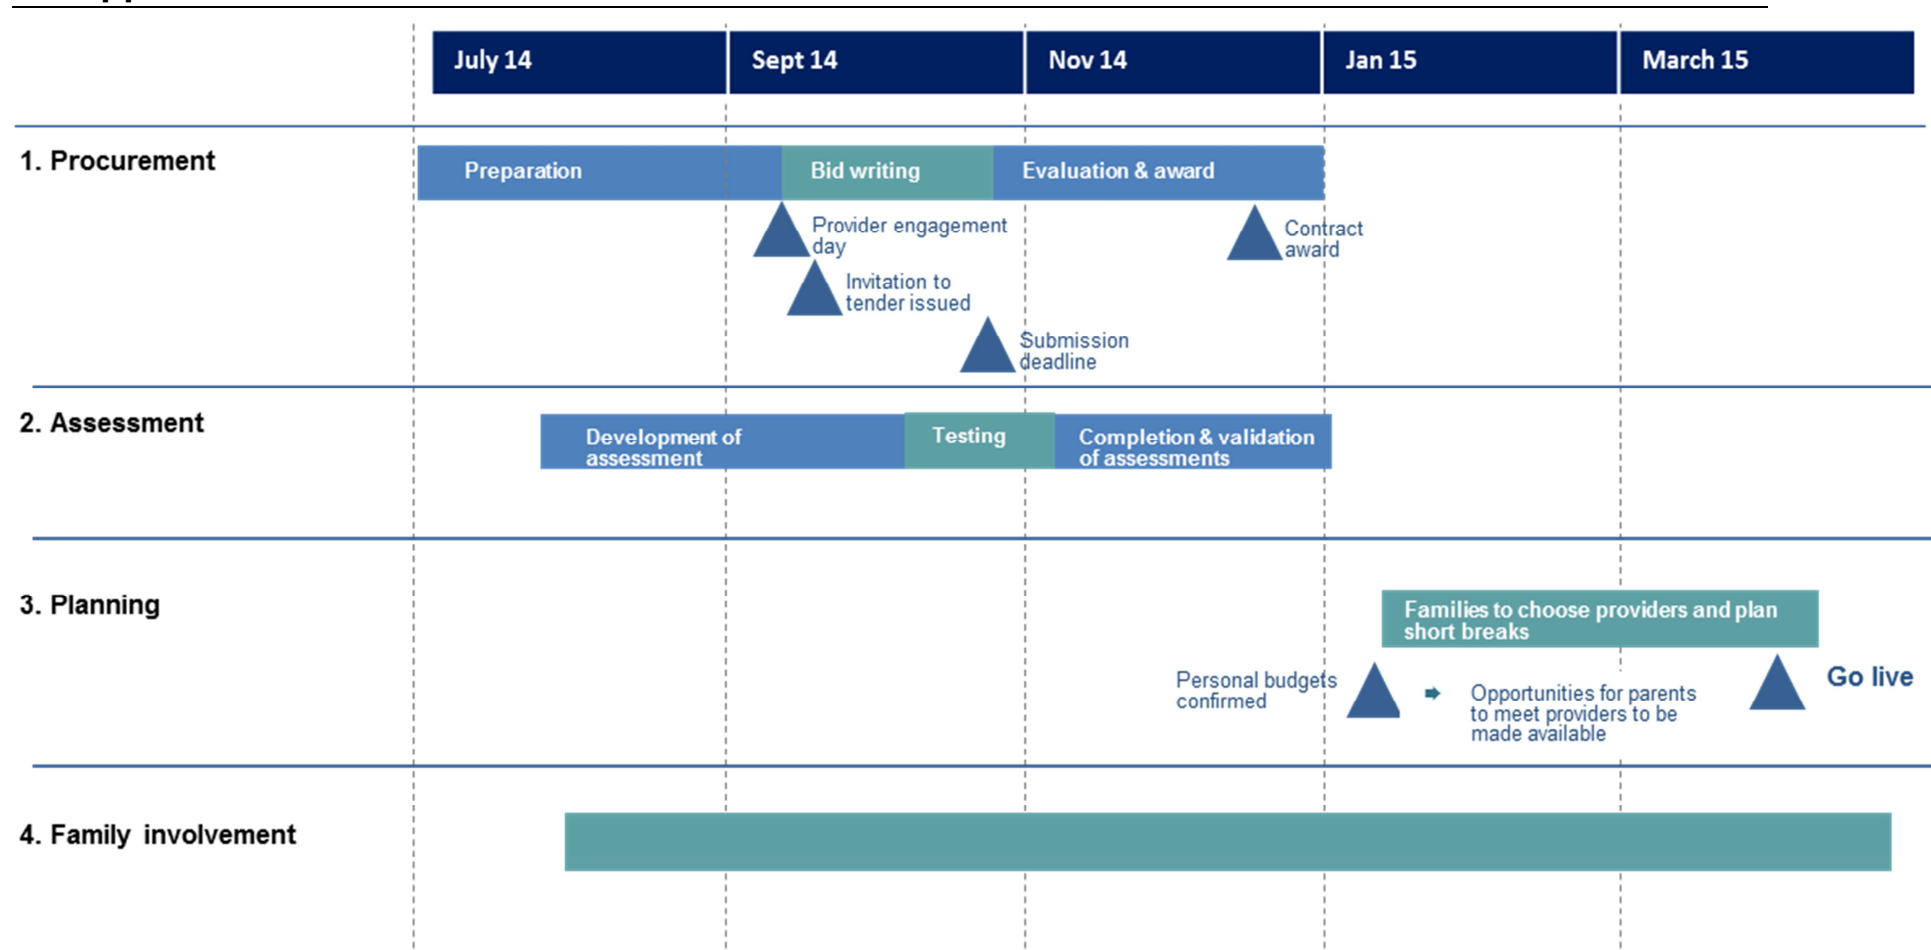 July 14
Sept 14
Nov 14
Jan 15
March 15
1. Procurement
Preparation
Bid writing
Evaluation & award
Provider engagement
day
Contract
award
Invitation to
tender issued
Submission
deadline
2. Assessment
Development of
assessment
Testing
Completion & validation
of assessments
3. Planning
Families to choose providers and plan
short breaks
Personal budgets
confirmed
Opportunities for parents
to meet providers to be
made available
Go live
4. Family involvement